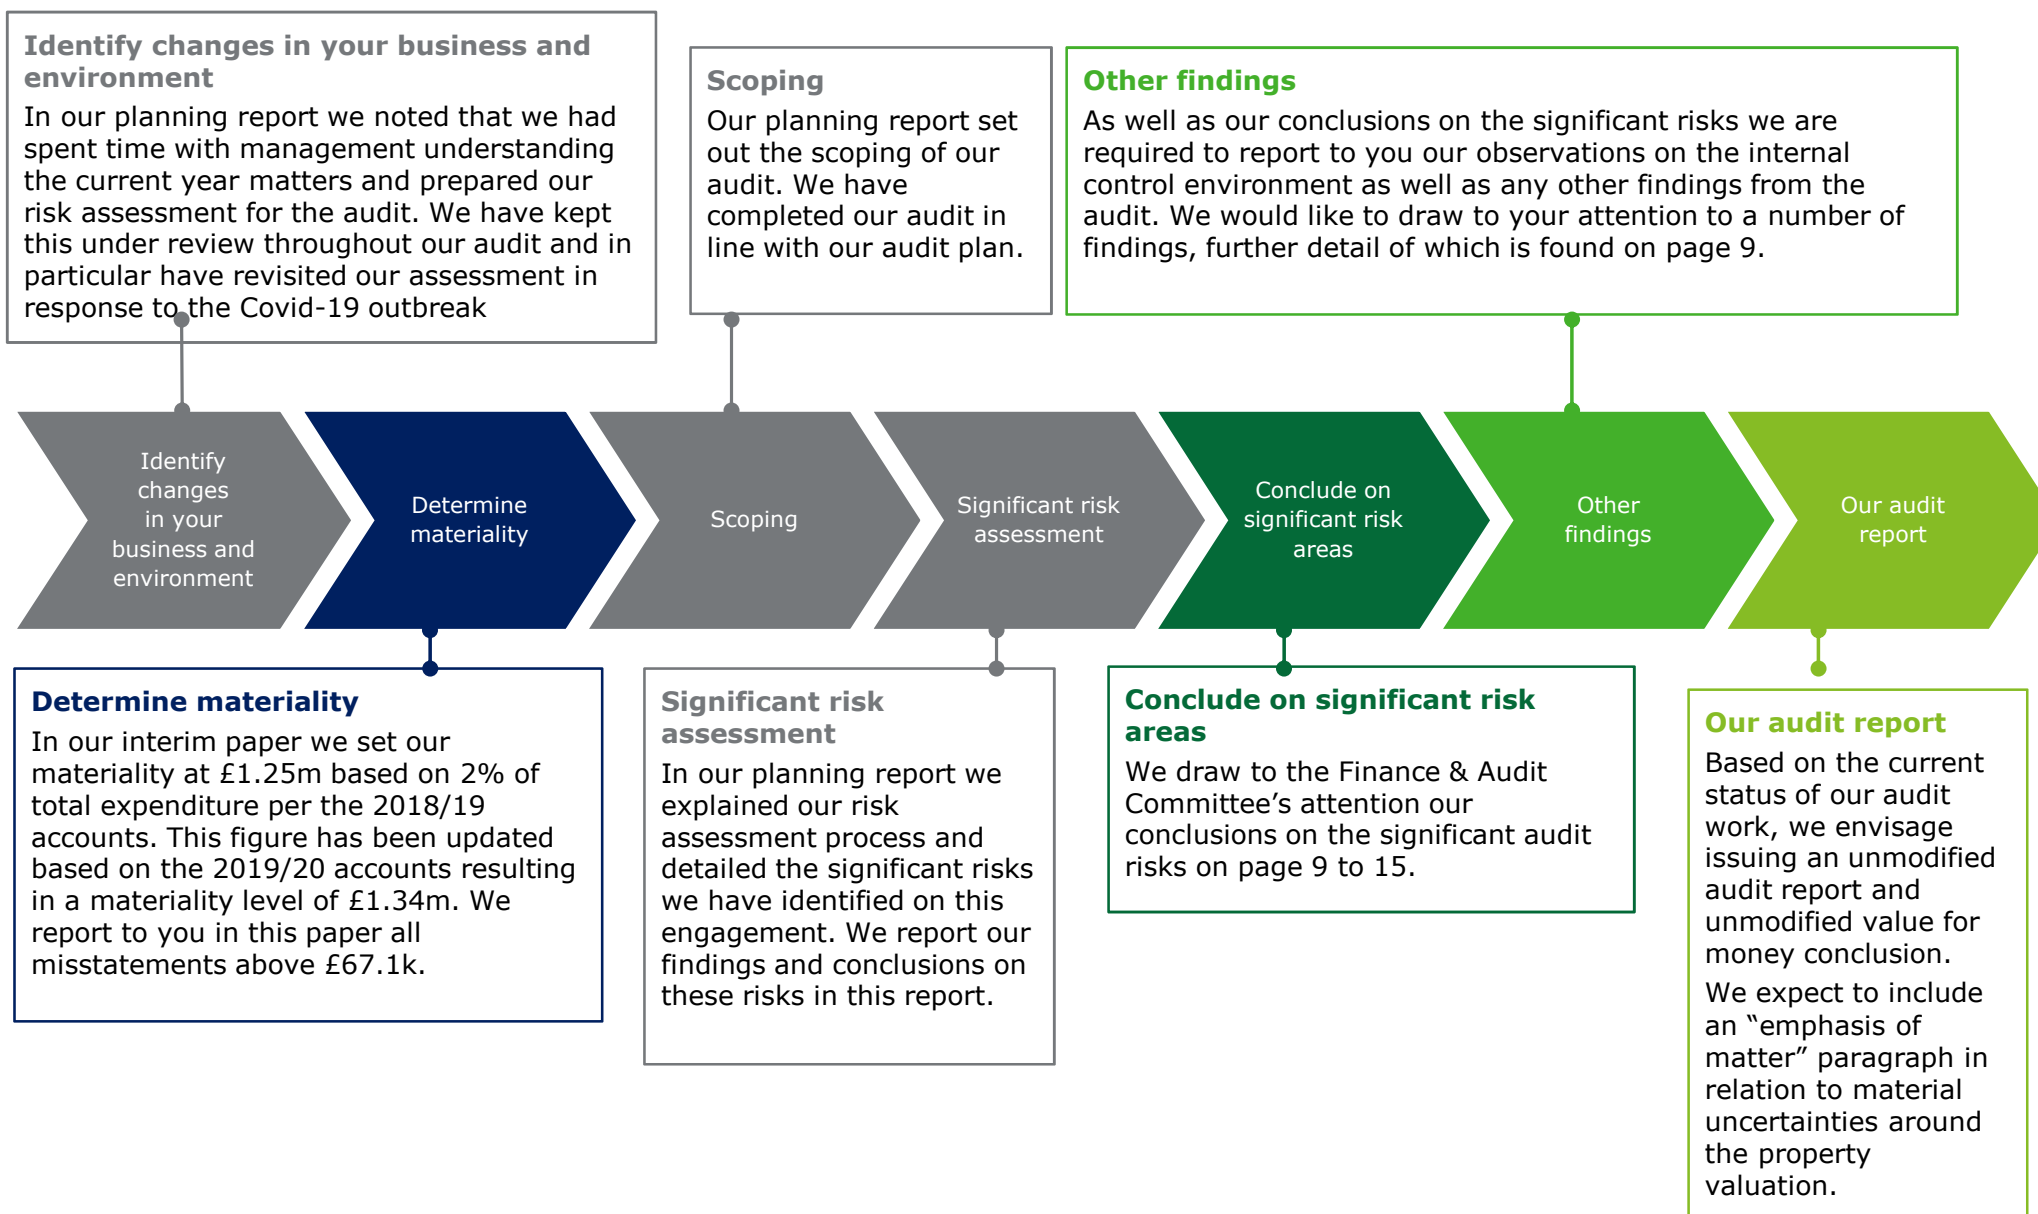 Identify changes in your business and
environment
In our planning report we noted that we had
spent time with management understanding
the current year matters and prepared our
risk assessment for the audit. We have kept
this under review throughout our audit and in
particular have revisited our assessment in
response to the Covid-19 outbreak
Scoping
Our planning report set
out the scoping of our
audit. We have
completed our audit in
line with our audit plan.
Other findings
As well as our conclusions on the significant risks we are
required to report to you our observations on the internal
control environment as well as any other findings from the
audit. We would like to draw to your attention to a number of
findings, further detail of which is found on page 9.
Identify
changes
in your
business and
environment
Determine
materiality
Scoping
Significant risk
assessment
Conclude on
significant risk
areas
Other
findings
Our audit
report
Determine materiality
In our interim paper we set our
materiality at £1.25m based on 2% of
total expenditure per the 2018/19
accounts. This figure has been updated
based on the 2019/20 accounts resulting
in a materiality level of £1.34m. We
report to you in this paper all
misstatements above £67.1k.
Significant risk
assessment
In our planning report we
explained our risk
assessment process and
detailed the significant risks
we have identified on this
engagement. We report our
findings and conclusions on
these risks in this report.
Conclude on significant risk
areas
We draw to the Finance & Audit
Committee’s attention our
conclusions on the significant audit
risks on page 9 to 15.
Our audit report
Based on the current
status of our audit
work, we envisage
issuing an unmodified
audit report and
unmodified value for
money conclusion.
We expect to include
an “emphasis of
matter” paragraph in
relation to material
uncertainties around
the property
valuation.